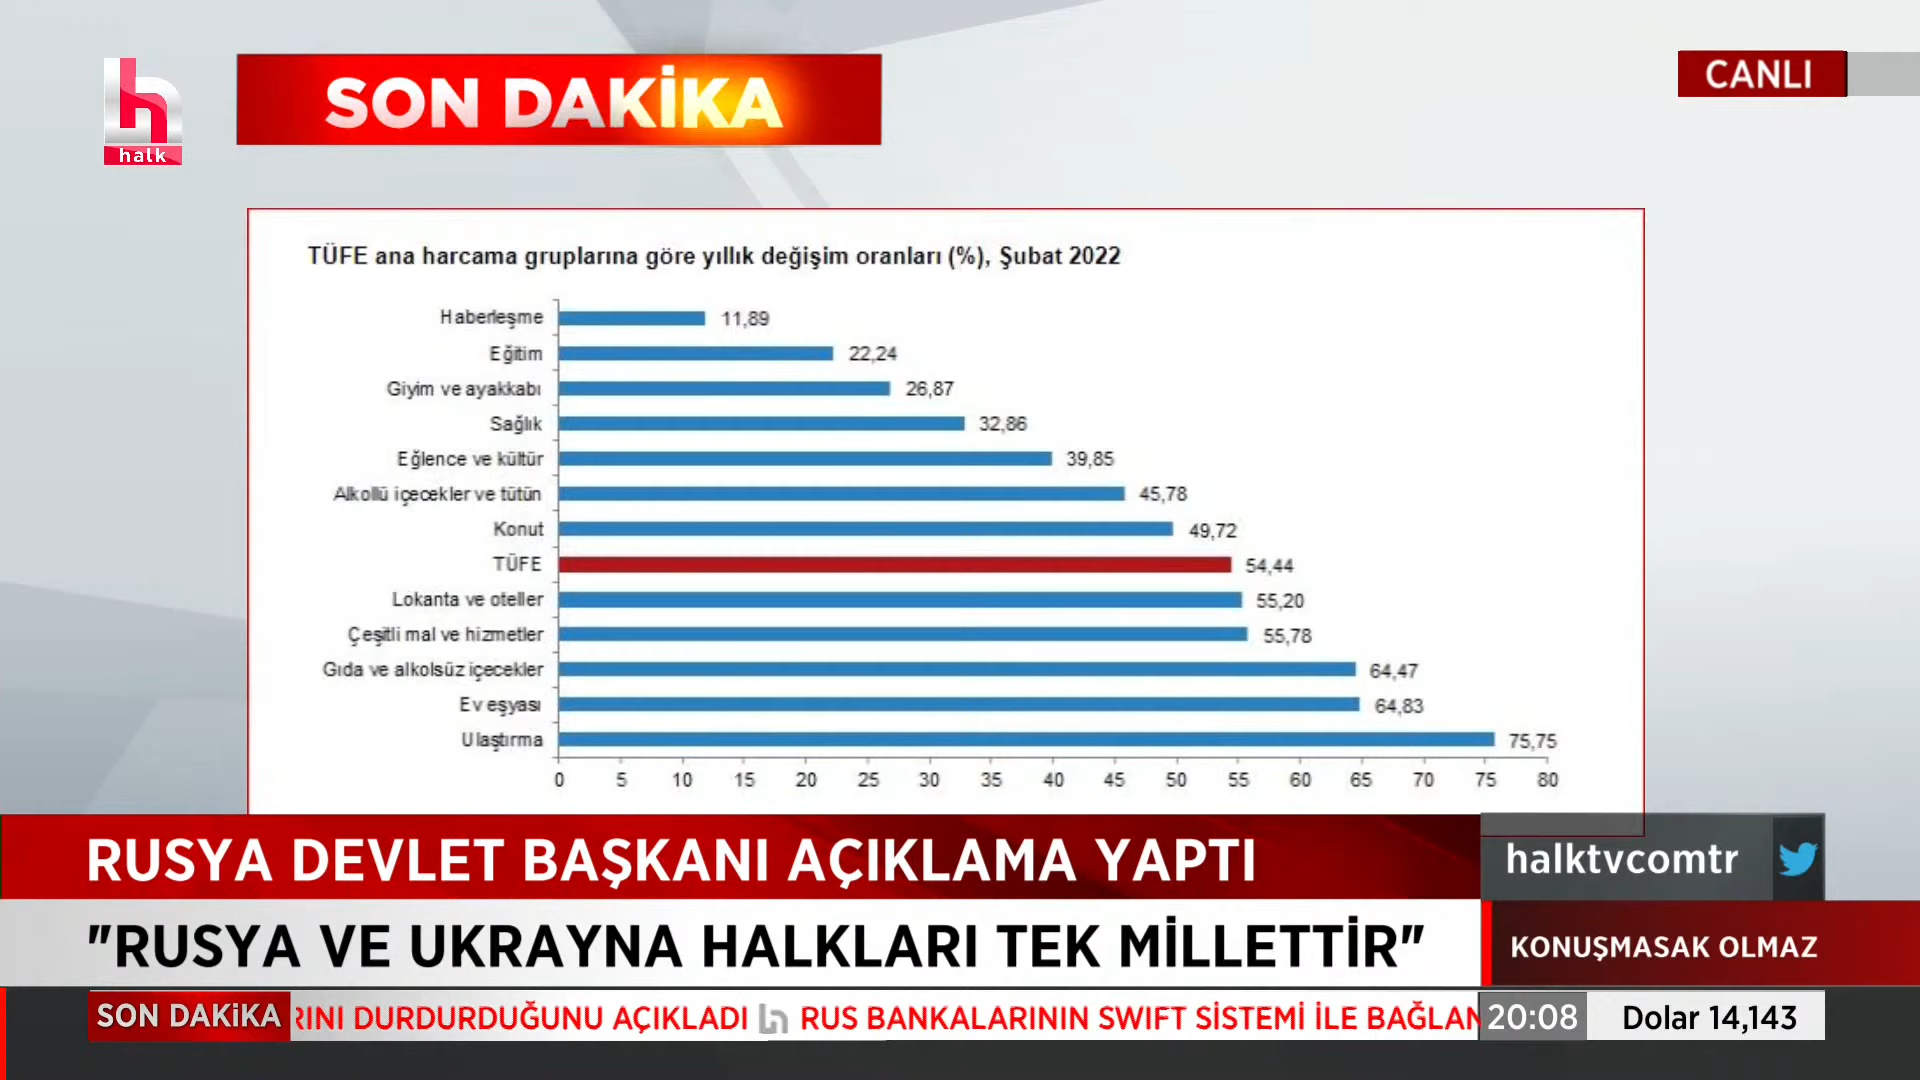 h
halk
SON DAKİKA
CANLI
TÜFE ana harcama gruplarına göre yıllık değişim oranları (%), Şubat 2022
Haberleşme 11,89
Eğitim 22,24
Giyim ve ayakkabı 26,87
Sağlık 32,86
Eğlence ve kültür 39,85
Alkollü içecekler ve tütün 45,78
Konut 49,72
TÜFE 54,44
Lokanta ve oteller 55,20
Çeşitli mal ve hizmetler 55,78
Gıda ve alkolsüz içecekler 64,47
Ev eşyası 64,83
Ulaştırma 75,75
0 5 10 15 20 25 30 35 40 45 50 55 60 65 70 75 80
RUSYA DEVLET BAŞKANI AÇIKLAMA YAPTI
halktvcomtr
"RUSYA VE UKRAYNA HALKLARI TEK MİLLETTİR"
KONUŞMASAK OLMAZ
SON DAKİKA RINI DURDURDUĞUNU AÇIKLADI h RUS BANKALARININ SWIFT SİSTEMİ İLE BAĞLAN 20:08 Dolar 14,143